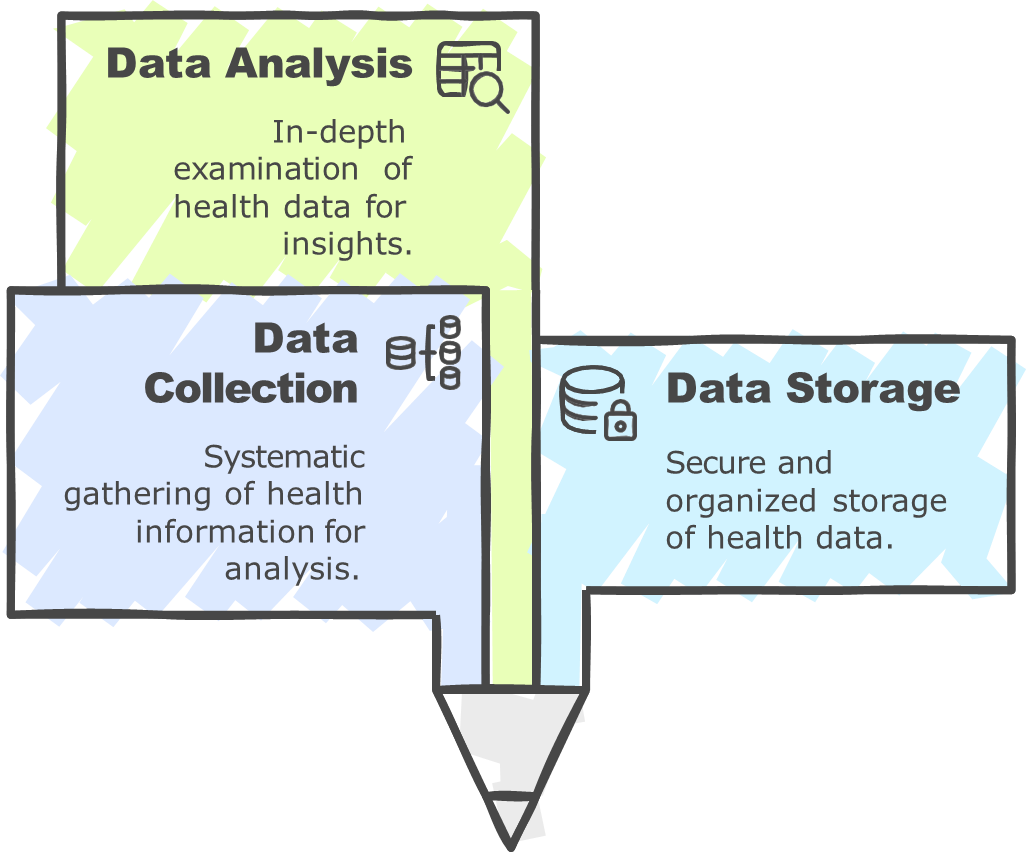 Data Analysis
In-depth
examination of
health data for
insights.
Data
Collection
Systematic
gathering of health
information for
analysis.
Data Storage
Secure and
organized storage
of health data.